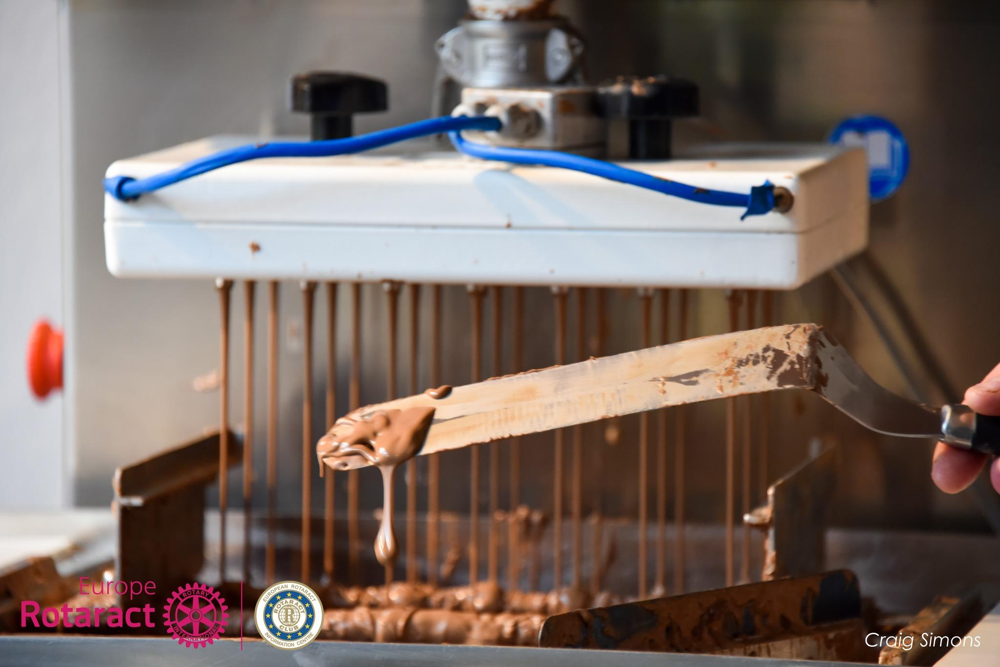 Europe
Rotaract
ROTARY
INTERNATIONAL
EUROPEAN ROTARACT
ROTARACT
R
CLUB
INFORMATION CENTRE
Craig Simons